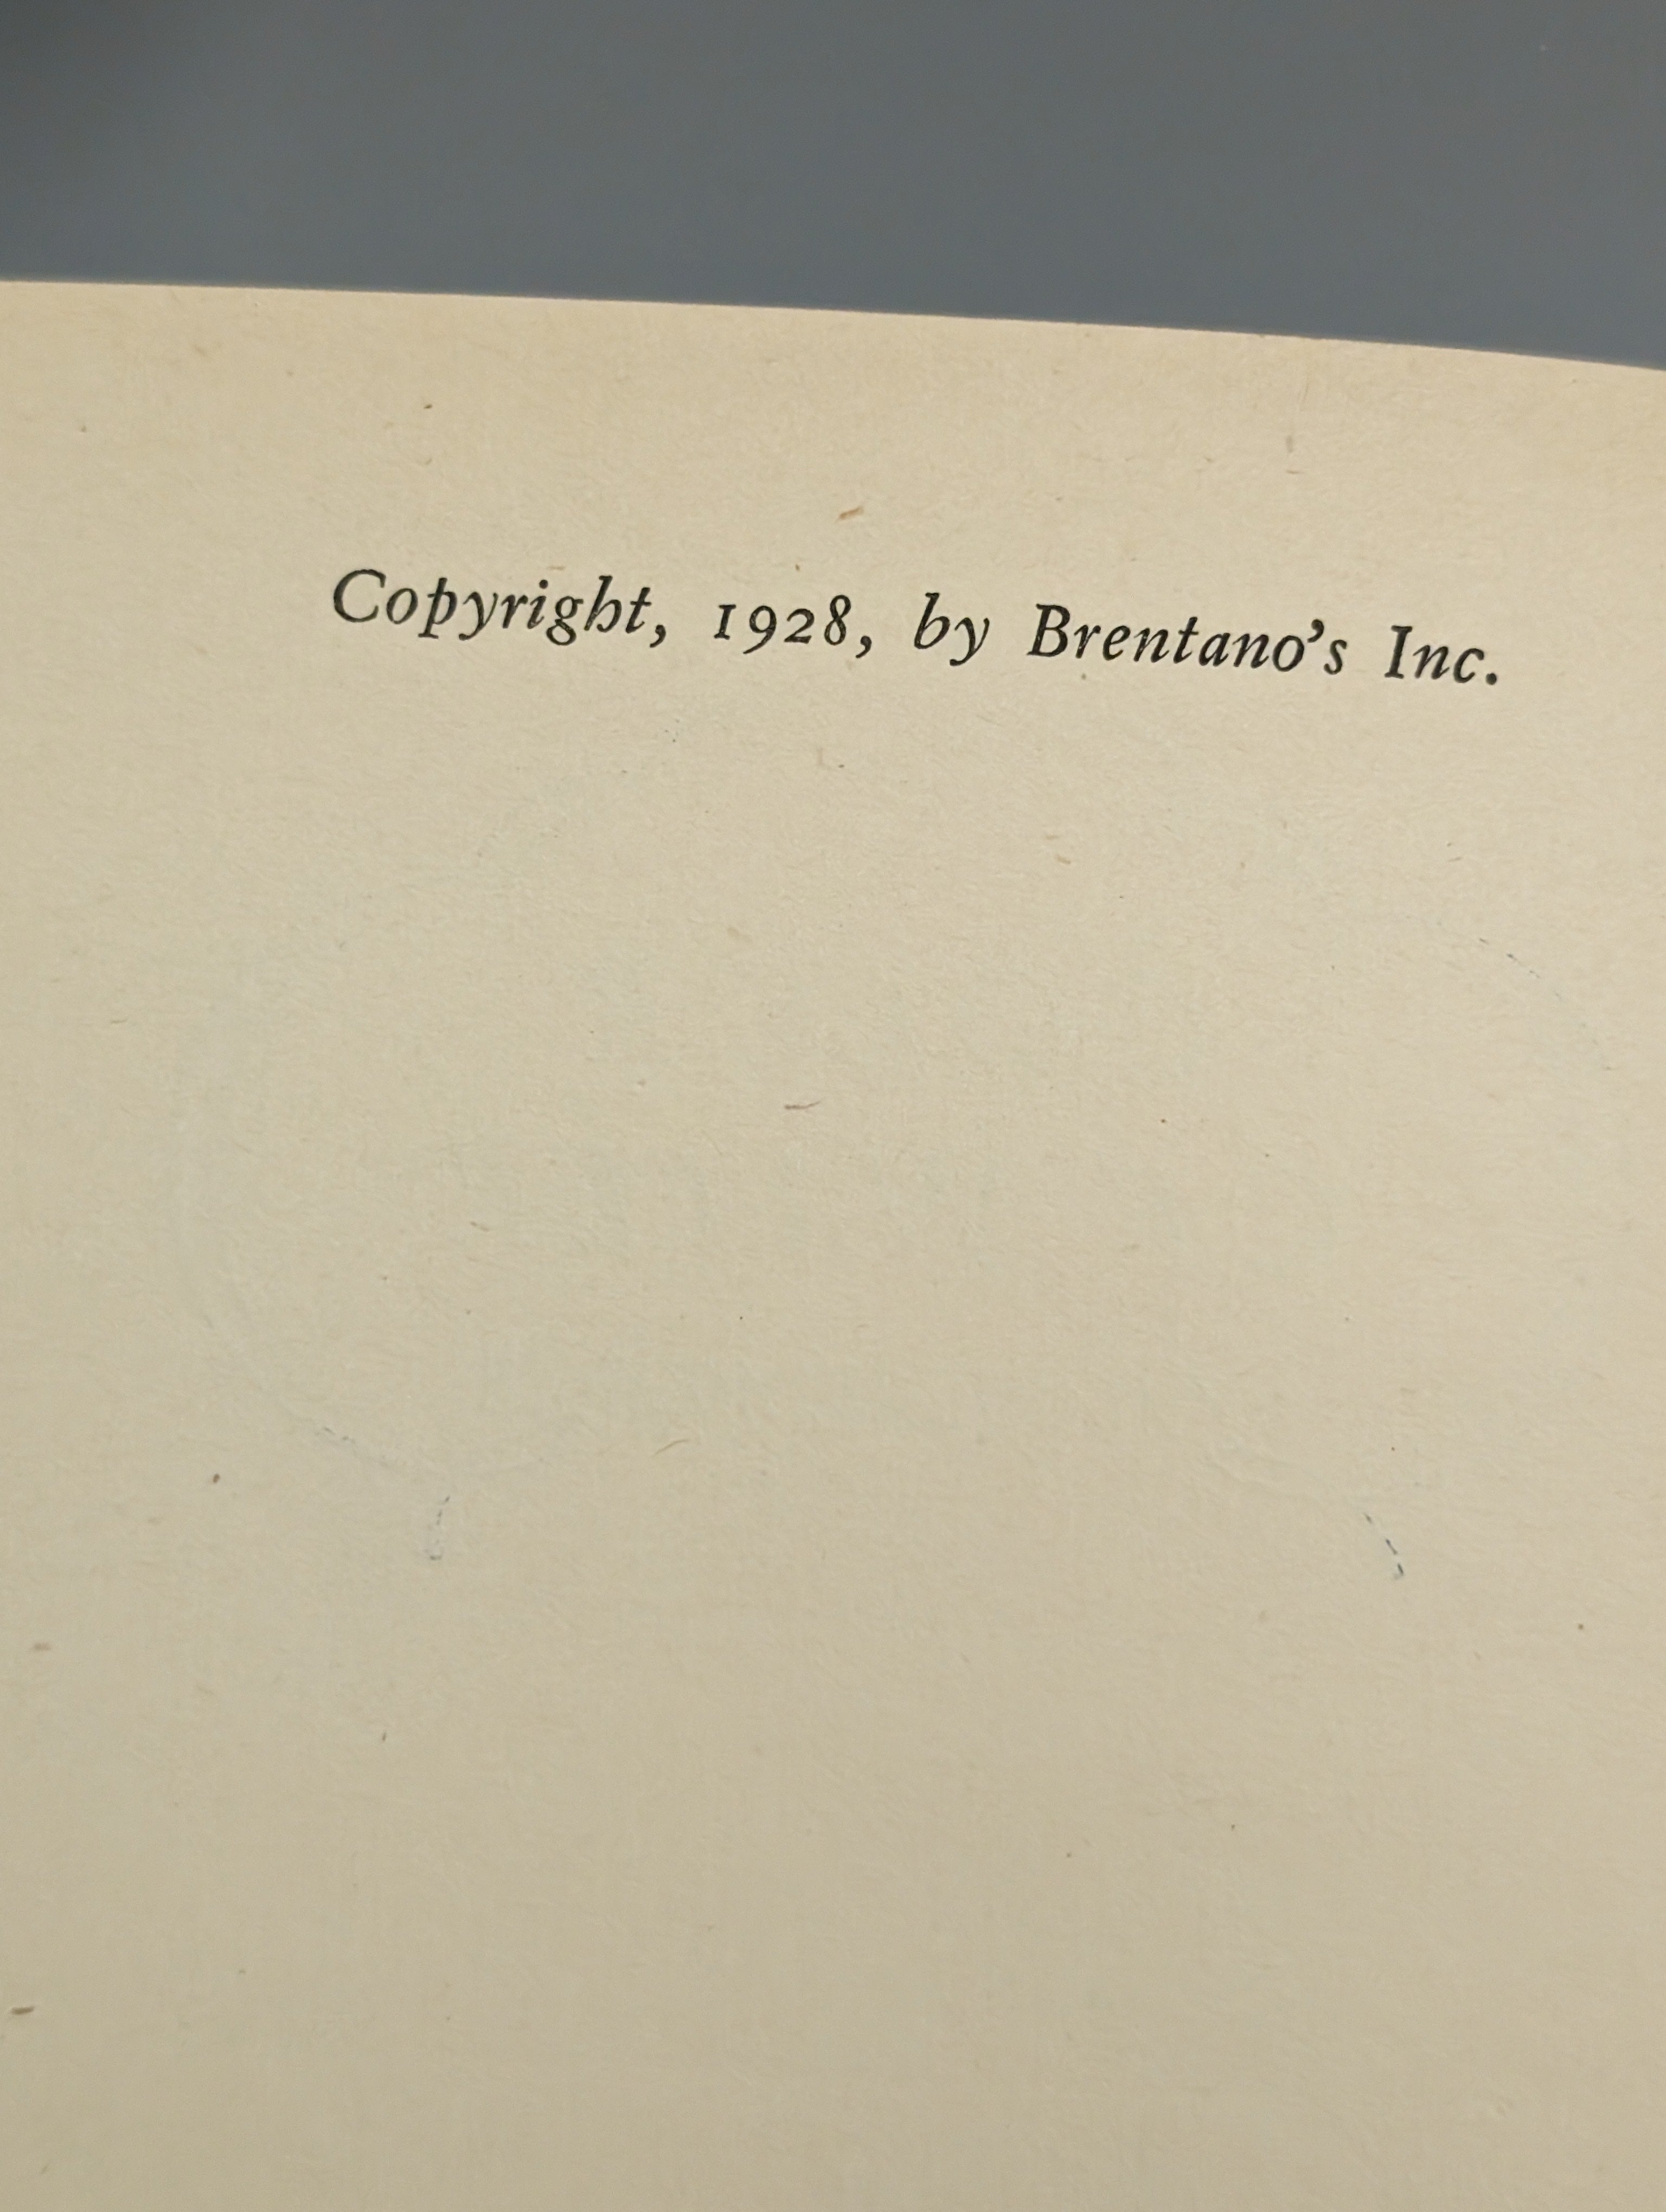 Copyright, 1928, by Brentano's Inc.